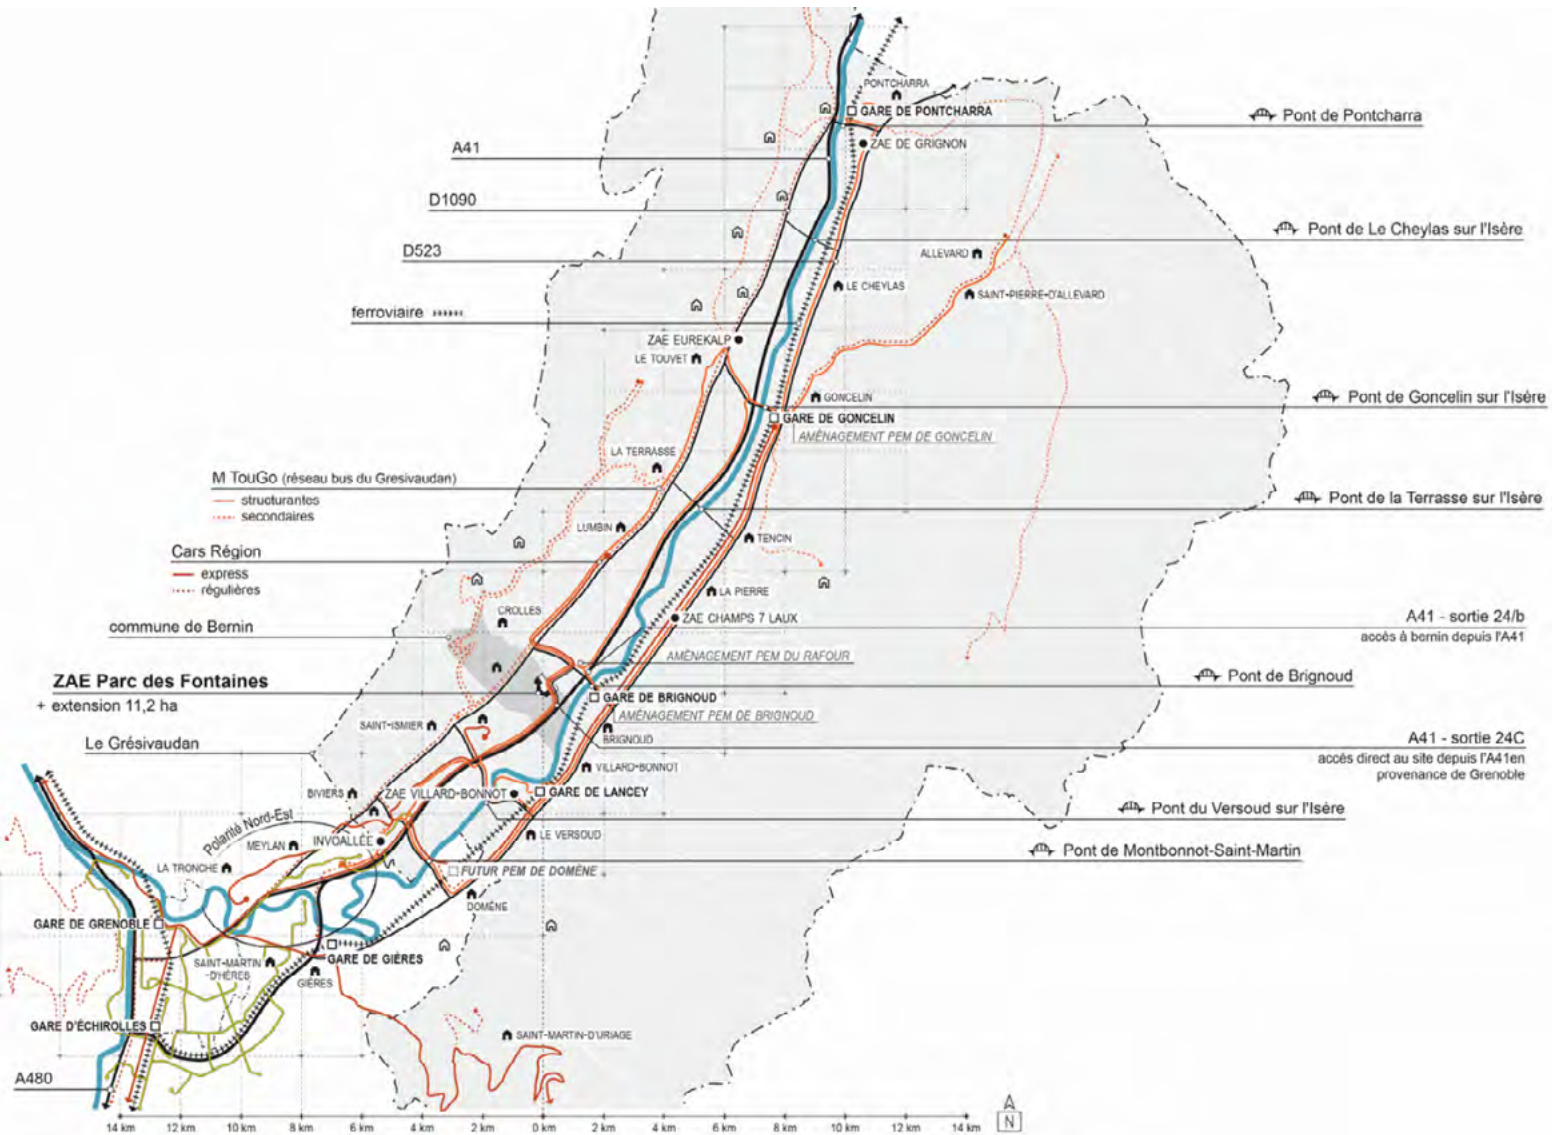 PONTCHARRA
GARE DE PONTCHARRA
Pont de Pontcharra
ZAE DE GRIGNON
A41
D1090
Pont de Le Cheylas sur l'Isère
D523
ALLEVARD
LE CHEYLAS
SAINT-PIERRE-D'ALLEVARD
ferroviaire
ZAE EUREKALP
LE TOUVET
GONCELIN
Pont de Goncelin sur l'Isère
GARE DE GONCELIN
AMÉNAGEMENT PEM DE GONCELIN
LA TERRASSE
M TouGo (réseau bus du Gresivaudan)
structurantes
secondaires
Pont de la Terrasse sur l'Isère
LUMBIN
TENCIN
Cars Région
express
régulières
LA PIERRE
CROLLES
ZAE CHAMPS 7 LAUX
A41 - sortie 24/b
accès à bernin depuis l'A41
commune de Bernin
AMÉNAGEMENT PEM DU RAFOUR
ZAE Parc des Fontaines
+ extension 11,2 ha
Pont de Brignoud
GARE DE BRIGNOUD
AMÉNAGEMENT PEM DE BRIGNOUD
SAINT-ISMIER
BRIGNOUD
Le Grésivaudan
A41 - sortie 24C
accès direct au site depuis l'A41en
provenance de Grenoble
VILLARD-BONNOT
BIVIERS
ZAE VILLARD-BONNOT
GARE DE LANCEY
Pont du Versoud sur l'Isère
Polarité Nord-Est
MEYLAN
INVOALLÉE
LE VERSOUD
Pont de Montbonnot-Saint-Martin
LA TRONCHE
FUTUR PEM DE DOMÈNE
DOMÈNE
GARE DE GRENOBLE
SAINT-MARTIN
-D'HÈRES
GARE DE GIÈRES
GIÈRES
GARE D'ÉCHIROLLES
SAINT-MARTIN-D'URIAGE
A480
14 km 12 km 10 km 8 km 6 km 4 km 2 km 0 km 2 km 4 km 6 km 8 km 10 km 12 km 14 km
N